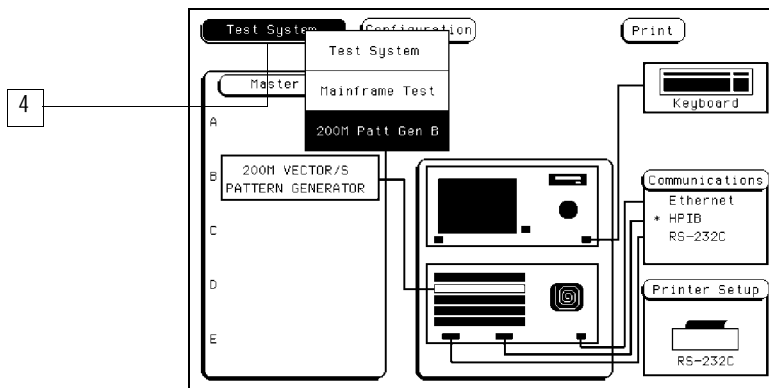 Test System
Configuration
Print
Test System
Mainframe Test
200M Patt Gen B
4
Master
A
B
200M VECTOR/S
PATTERN GENERATOR
C
D
E
Keyboard
Communications
Ethernet
* HPIB
RS-232C
Printer Setup
RS-232C